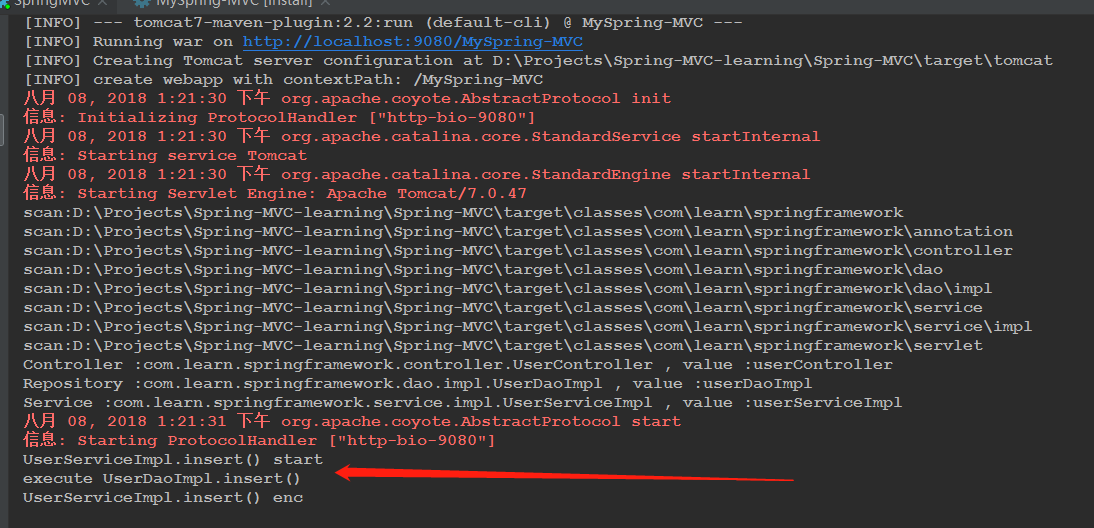 SpringMVC × MySpring-MVC [install] ×
[INFO] --- tomcat7-maven-plugin:2.2:run (default-cli) @ MySpring-MVC ---
[INFO] Running war on http://localhost:9080/MySpring-MVC
[INFO] Creating Tomcat server configuration at D:\Projects\Spring-MVC-learning\Spring-MVC\target\tomcat
[INFO] create webapp with contextPath: /MySpring-MVC
八月 08, 2018 1:21:30 下午 org.apache.coyote.AbstractProtocol init
信息: Initializing ProtocolHandler ["http-bio-9080"]
八月 08, 2018 1:21:30 下午 org.apache.catalina.core.StandardService startInternal
信息: Starting service Tomcat
八月 08, 2018 1:21:30 下午 org.apache.catalina.core.StandardEngine startInternal
信息: Starting Servlet Engine: Apache Tomcat/7.0.47
scan:D:\Projects\Spring-MVC-learning\Spring-MVC\target\classes\com\learn\springframework
scan:D:\Projects\Spring-MVC-learning\Spring-MVC\target\classes\com\learn\springframework\annotation
scan:D:\Projects\Spring-MVC-learning\Spring-MVC\target\classes\com\learn\springframework\controller
scan:D:\Projects\Spring-MVC-learning\Spring-MVC\target\classes\com\learn\springframework\dao
scan:D:\Projects\Spring-MVC-learning\Spring-MVC\target\classes\com\learn\springframework\dao\impl
scan:D:\Projects\Spring-MVC-learning\Spring-MVC\target\classes\com\learn\springframework\service
scan:D:\Projects\Spring-MVC-learning\Spring-MVC\target\classes\com\learn\springframework\service\impl
scan:D:\Projects\Spring-MVC-learning\Spring-MVC\target\classes\com\learn\springframework\servlet
Controller :com.learn.springframework.controller.UserController , value :userController
Repository :com.learn.springframework.dao.impl.UserDaoImpl , value :userDaoImpl
Service :com.learn.springframework.service.impl.UserServiceImpl , value :userServiceImpl
八月 08, 2018 1:21:31 下午 org.apache.coyote.AbstractProtocol start
信息: Starting ProtocolHandler ["http-bio-9080"]
UserServiceImpl.insert() start
execute UserDaoImpl.insert()
UserServiceImpl.insert() enc